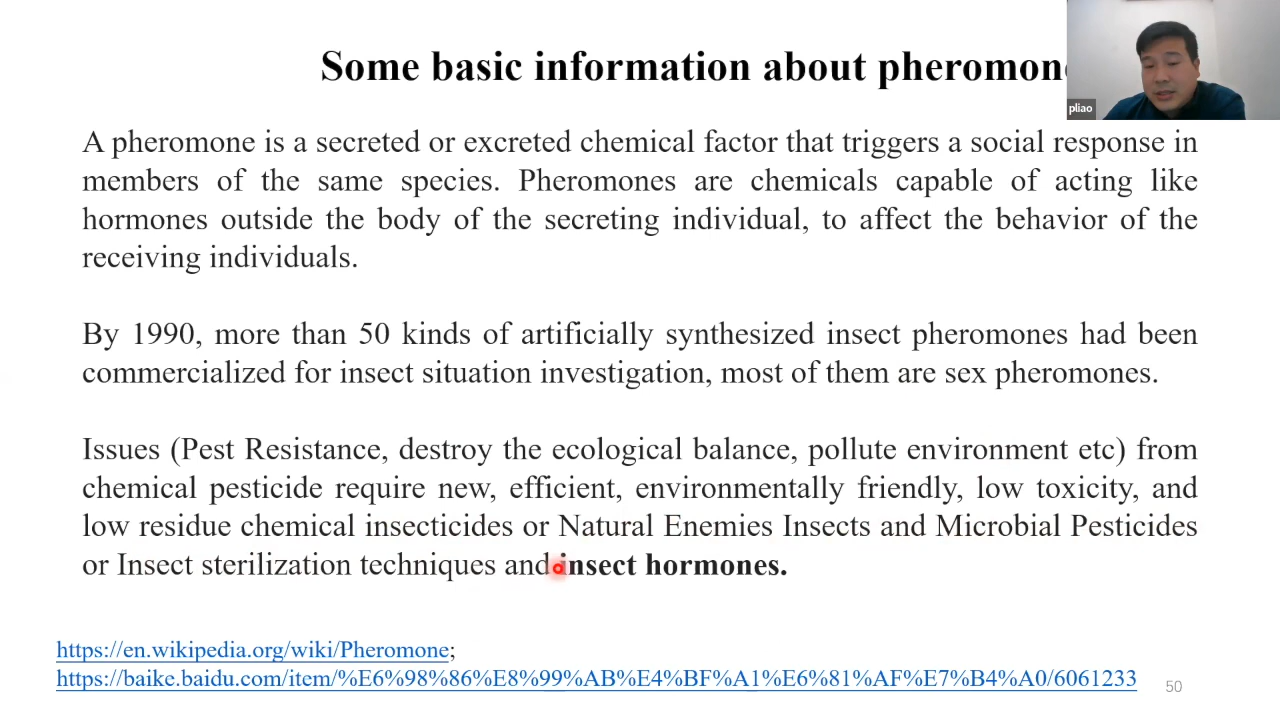 Some basic information about pheromon
pliao
A pheromone is a secreted or excreted chemical factor that triggers a social response in
members of the same species. Pheromones are chemicals capable of acting like
hormones outside the body of the secreting individual, to affect the behavior of the
receiving individuals.
By 1990, more than 50 kinds of artificially synthesized insect pheromones had been
commercialized for insect situation investigation, most of them are sex pheromones.
Issues (Pest Resistance, destroy the ecological balance, pollute environment etc) from
chemical pesticide require new, efficient, environmentally friendly, low toxicity, and
low residue chemical insecticides or Natural Enemies Insects and Microbial Pesticides
or Insect sterilization techniques and insect hormones.
https://en.wikipedia.org/wiki/Pheromone;
https://baike.baidu.com/item/%E6%98%86%E8%99%AB%E4%BF%A1%E6%81%AF%E7%B4%A0/6061233
50